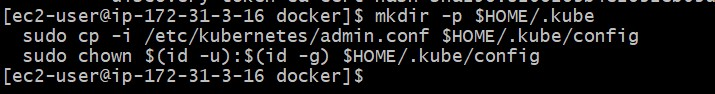 [ec2-user@ip-172-31-3-16 docker]$ mkdir -p $HOME/.kube
  sudo cp -i /etc/kubernetes/admin.conf $HOME/.kube/config
  sudo chown $(id -u):$(id -g) $HOME/.kube/config
[ec2-user@ip-172-31-3-16 docker]$